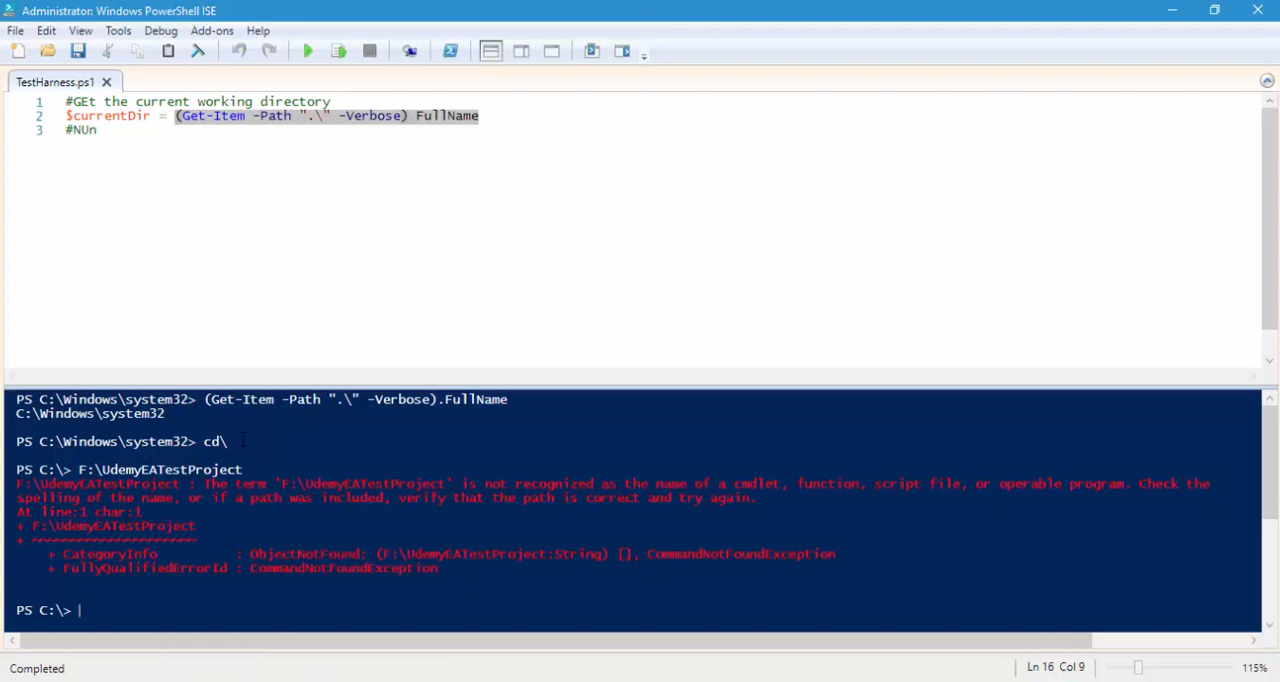 Administrator: Windows PowerShell ISE
File Edit View Tools Debug Add-ons Help
TestHarness.ps1
1 #GEt the current working directory
2 $currentDir = (Get-Item -Path ".\" -Verbose) FullName
3 #NUn
PS C:\Windows\system32> (Get-Item -Path ".\" -Verbose).FullName
C:\Windows\system32
PS C:\Windows\system32> cd\
PS C:\> F:\UdemyEATestProject
F:\UdemyEATestProject : The term 'F:\UdemyEATestProject' is not recognized as the name of a cmdlet, function, script file, or operable program. Check the
spelling of the name, or if a path was included, verify that the path is correct and try again.
At line:1 char:1
+ F:\UdemyEATestProject
+ ~~~~~~~~~~~~~~~~~~~~~
+ CategoryInfo : ObjectNotFound: (F:\UdemyEATestProject:String) [], CommandNotFoundException
+ FullyQualifiedErrorId : CommandNotFoundException
PS C:\>
Completed
Ln 16 Col 9
115%